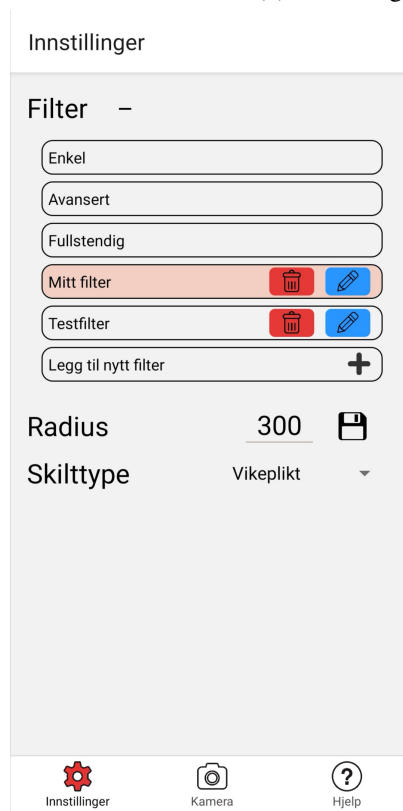 Innstillinger
Filter –
Enkel
Avansert
Fullstendig
Mitt filter
Testfilter
Legg til nytt filter
Radius 300
Skilttype Vikeplikt
Innstillinger Kamera Hjelp